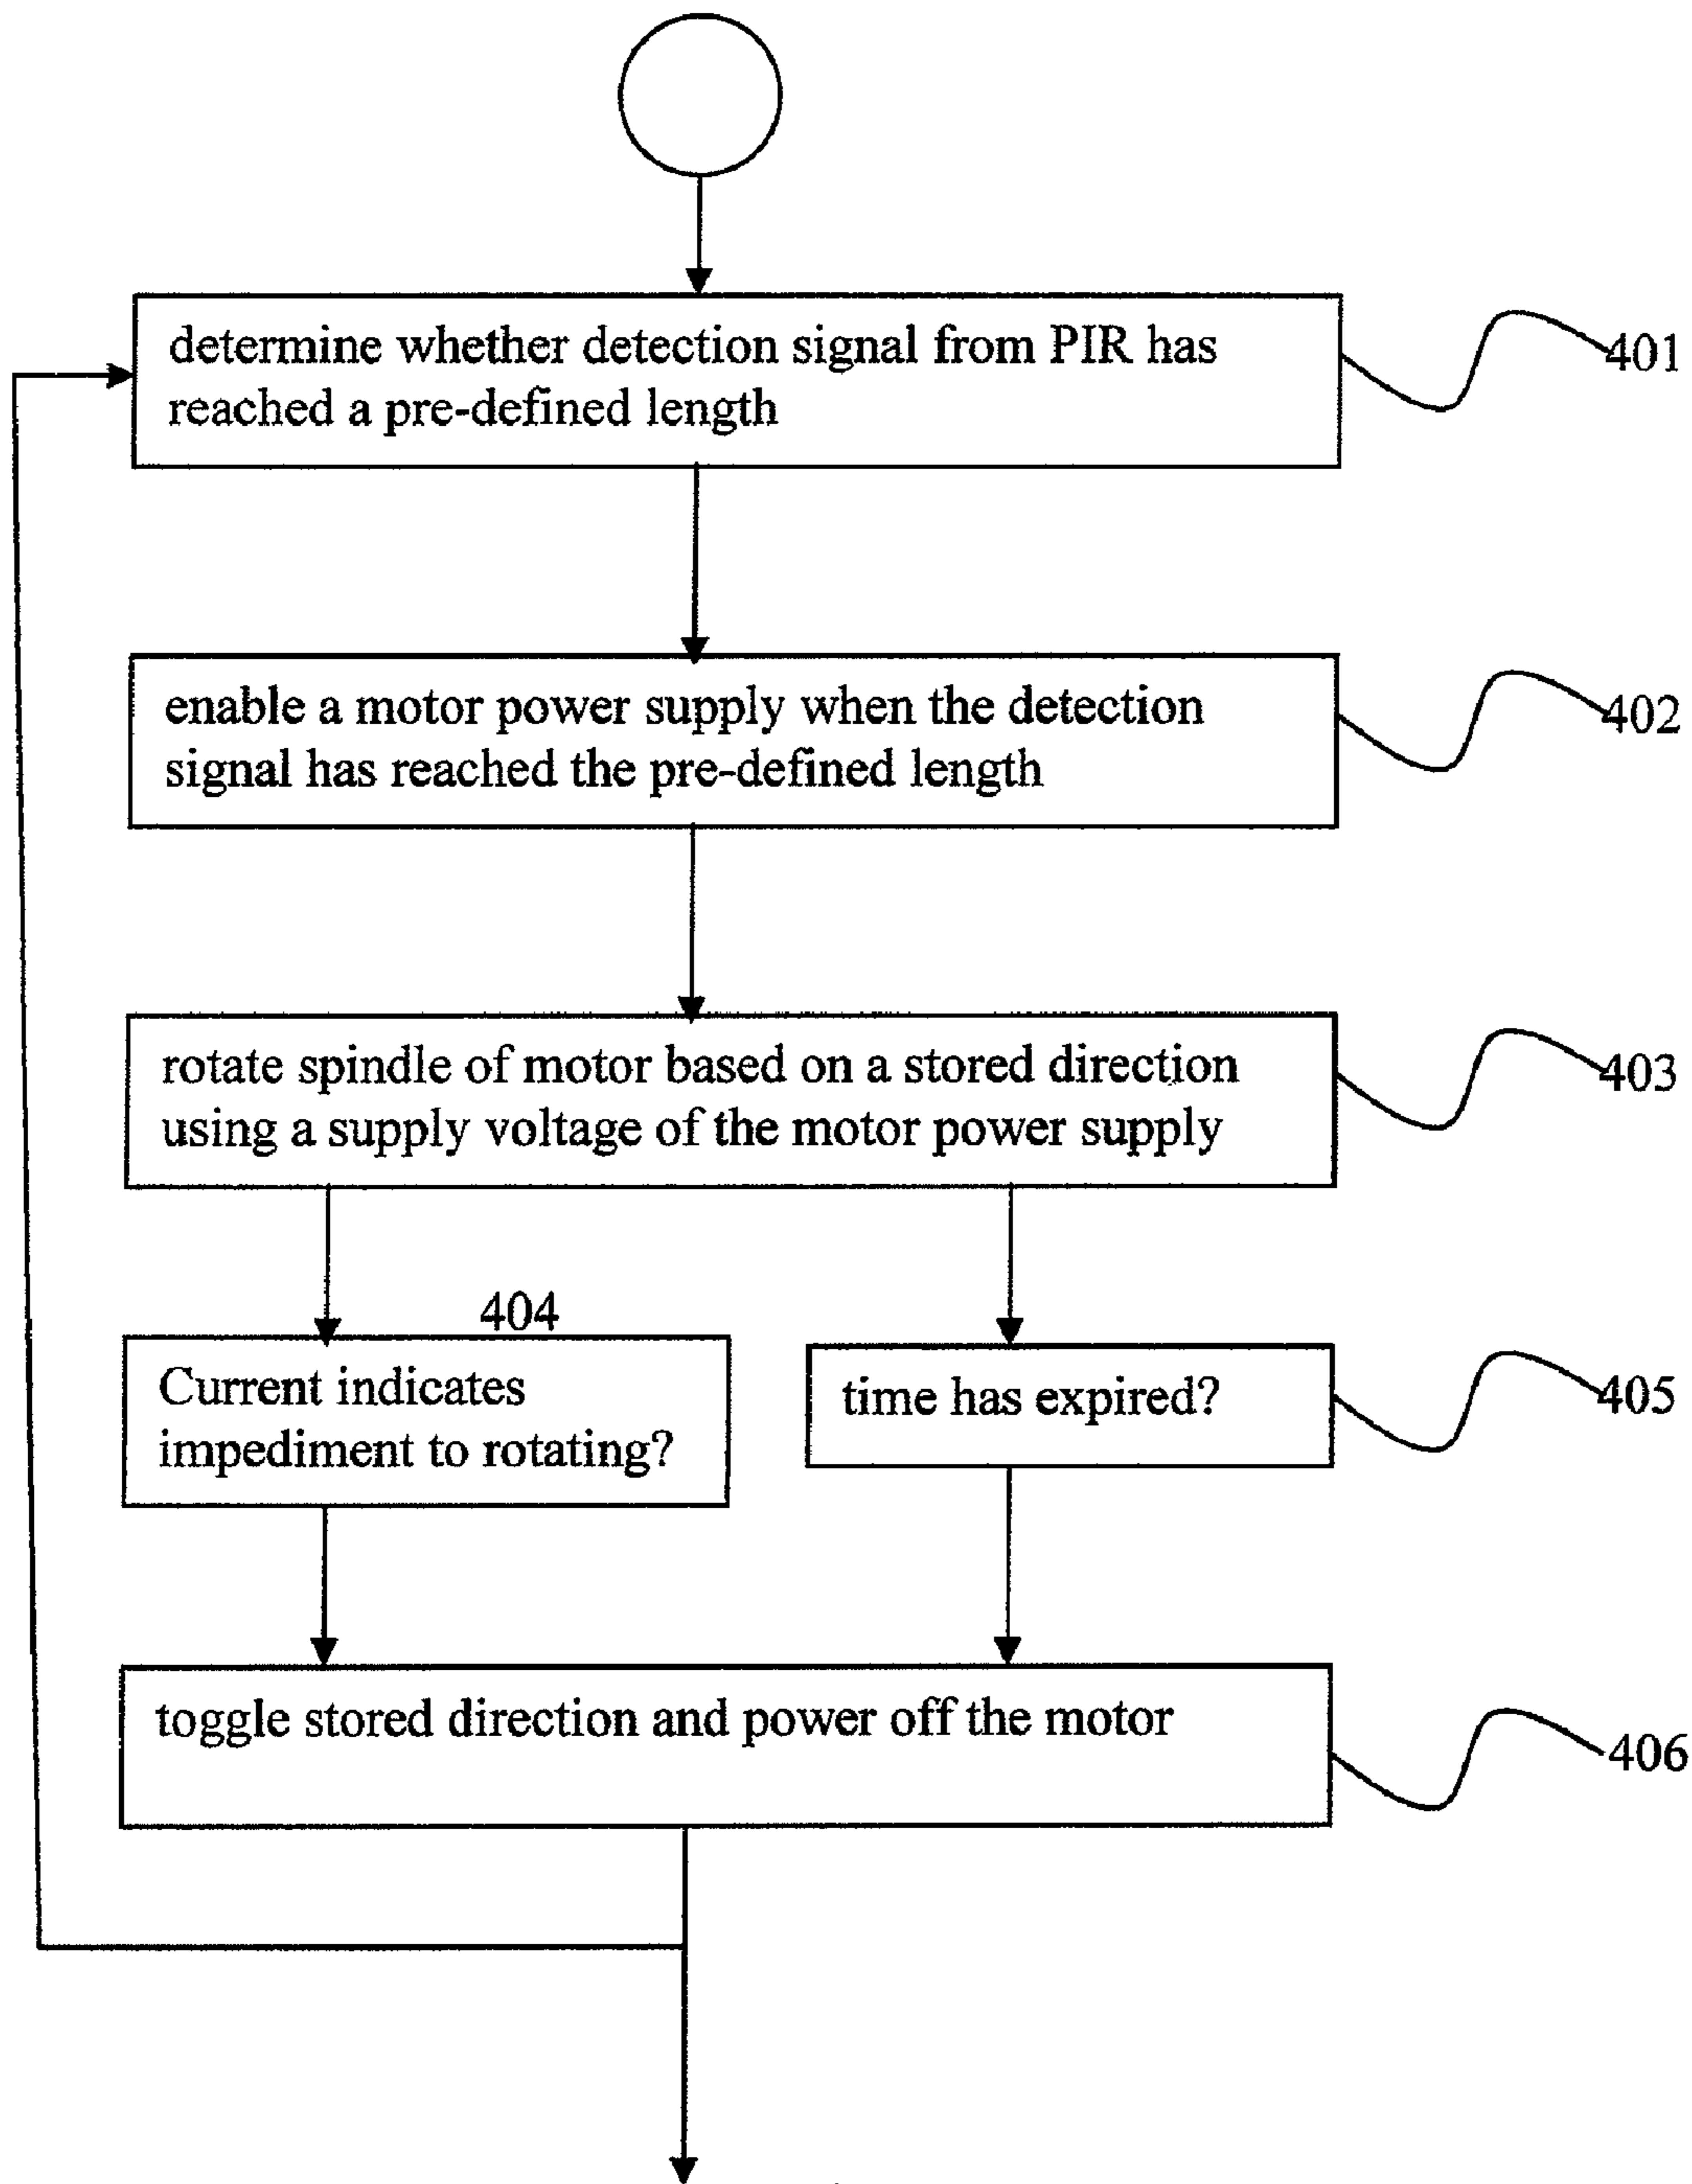 determine whether detection signal from PIR has
reached a pre-defined length
401
enable a motor power supply when the detection
signal has reached the pre-defined length
402
rotate spindle of motor based on a stored direction
using a supply voltage of the motor power supply
403
404
Current indicates
impediment to rotating?
time has expired?
405
toggle stored direction and power off the motor
406